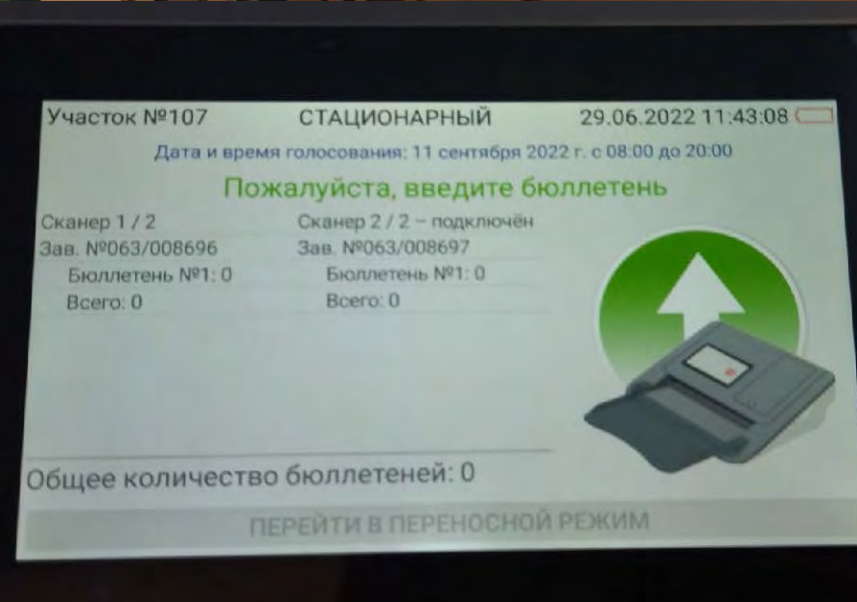 Участок №107 СТАЦИОНАРНЫЙ 29.06.2022 11:43:08
Дата и время голосования: 11 сентября 2022 г. с 08:00 до 20:00
Пожалуйста, введите бюллетень
Сканер 1 / 2 Сканер 2 / 2 – подключён
Зав. №063/008696 Зав. №063/008697
Бюллетень №1: 0 Бюллетень №1: 0
Всего: 0 Всего: 0
Общее количество бюллетеней: 0
ПЕРЕЙТИ В ПЕРЕНОСНОЙ РЕЖИМ